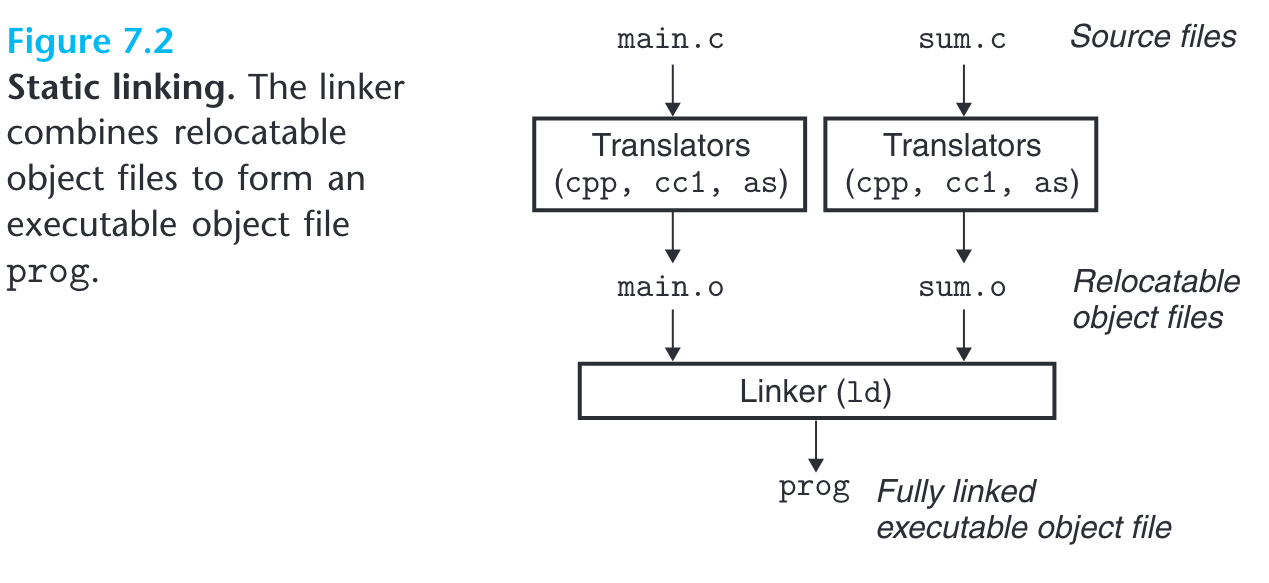 Figure 7.2
Static linking. The linker
combines relocatable
object files to form an
executable object file
prog.
main.c sum.c Source files
Translators Translators
(cpp, cc1, as) (cpp, cc1, as)
main.o sum.o Relocatable
object files
Linker (ld)
prog Fully linked
executable object file